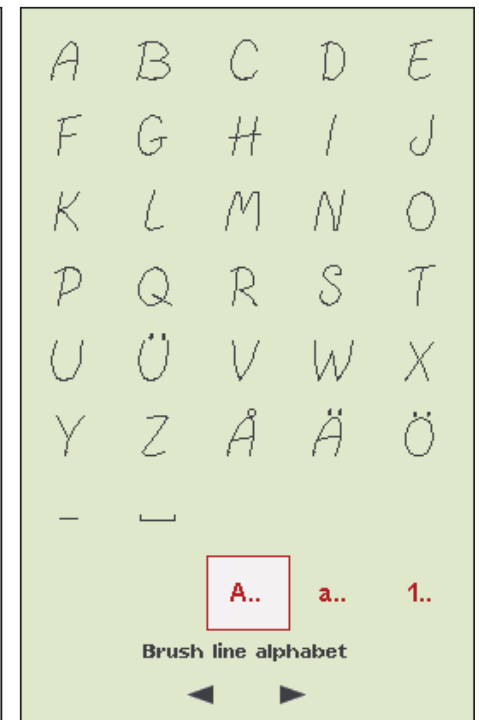 A B C D E
F G H I J
K L M N O
P Q R S T
U Ü V W X
Y Z Å Ä Ö
–
A.. a.. 1..
Brush line alphabet